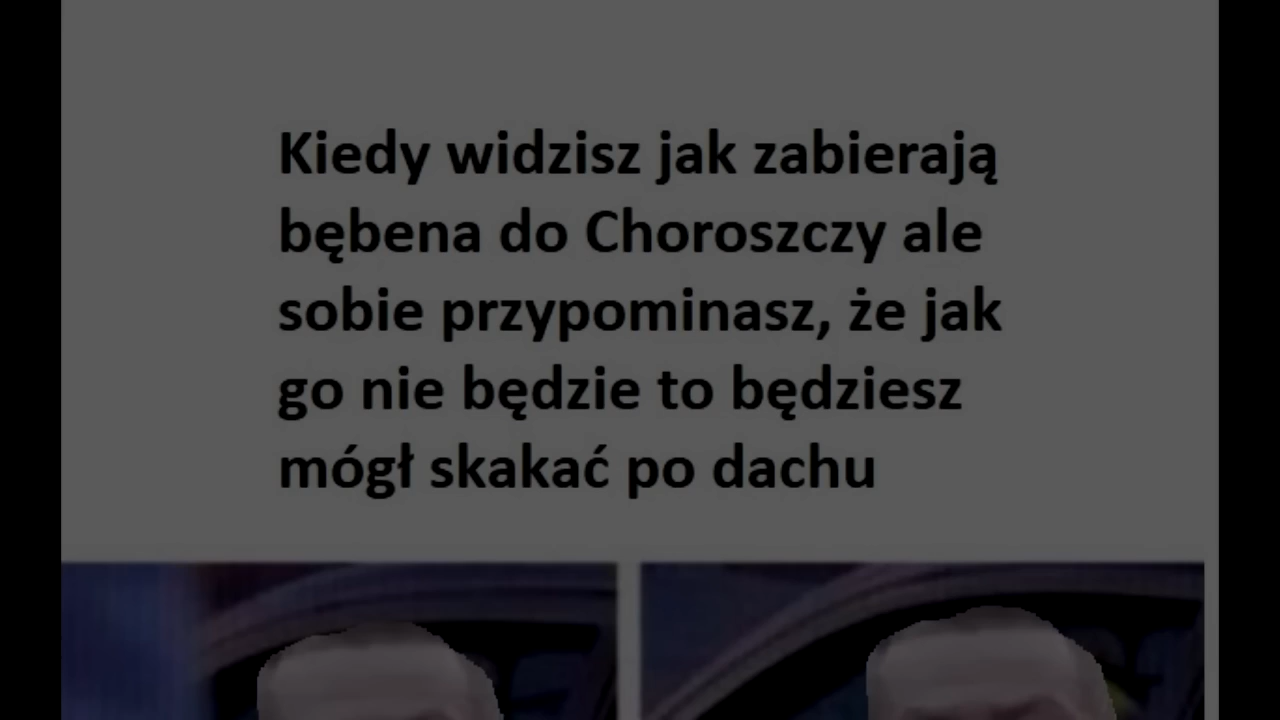 Kiedy widzisz jak zabierają
bębena do Choroszczy ale
sobie przypominasz, że jak
go nie będzie to będziesz
mógł skakać po dachu